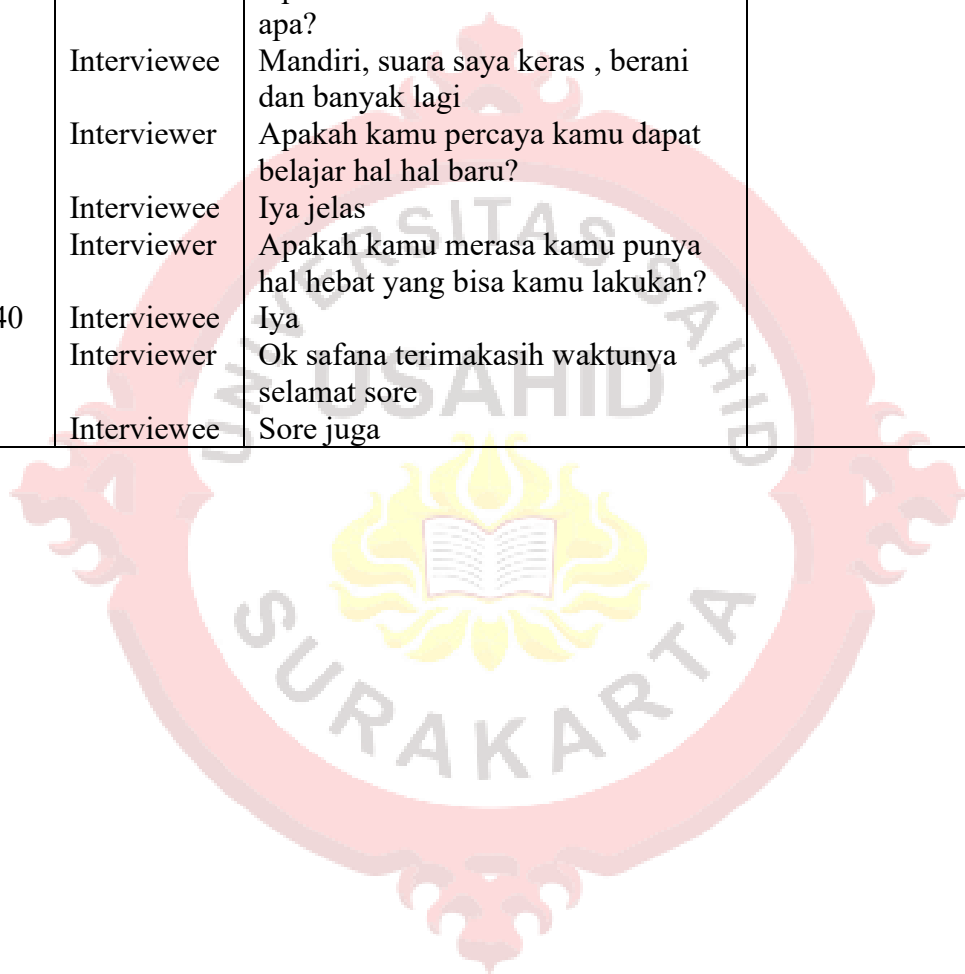 apa?
Interviewee Mandiri, suara saya keras , berani
dan banyak lagi
Interviewer Apakah kamu percaya kamu dapat
belajar hal hal baru?
Interviewee Iya jelas
Interviewer Apakah kamu merasa kamu punya
hal hebat yang bisa kamu lakukan?
40 Interviewee Iya
Interviewer Ok safana terimakasih waktunya
selamat sore
Interviewee Sore juga
UNIVERSITAS SAHID
USAHID
SURAKARTA